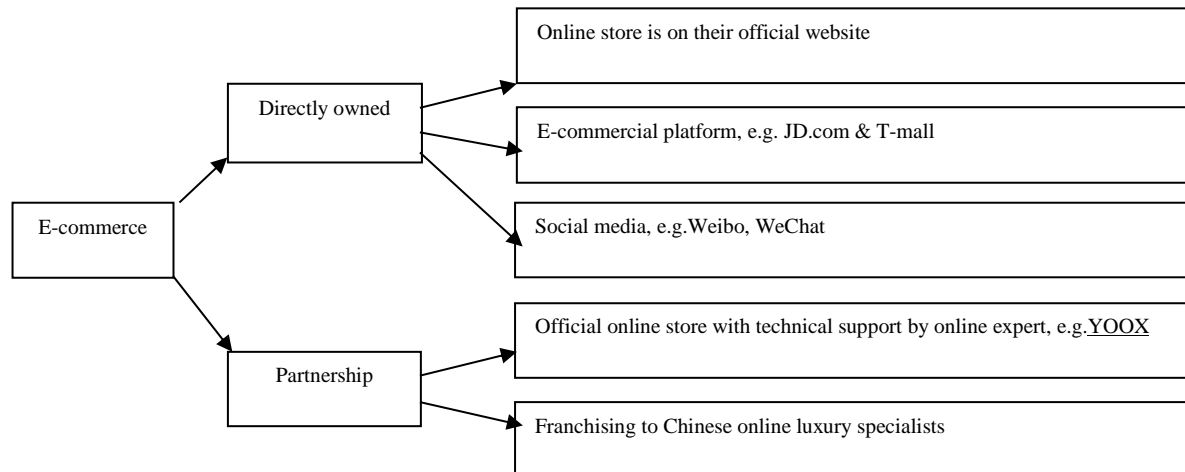 Online store is on their official website
Directly owned
E-commercial platform, e.g. JD.com & T-mall
E-commerce
Social media, e.g.Weibo, WeChat
Official online store with technical support by online expert, e.g.YOOX
Partnership
Franchising to Chinese online luxury specialists